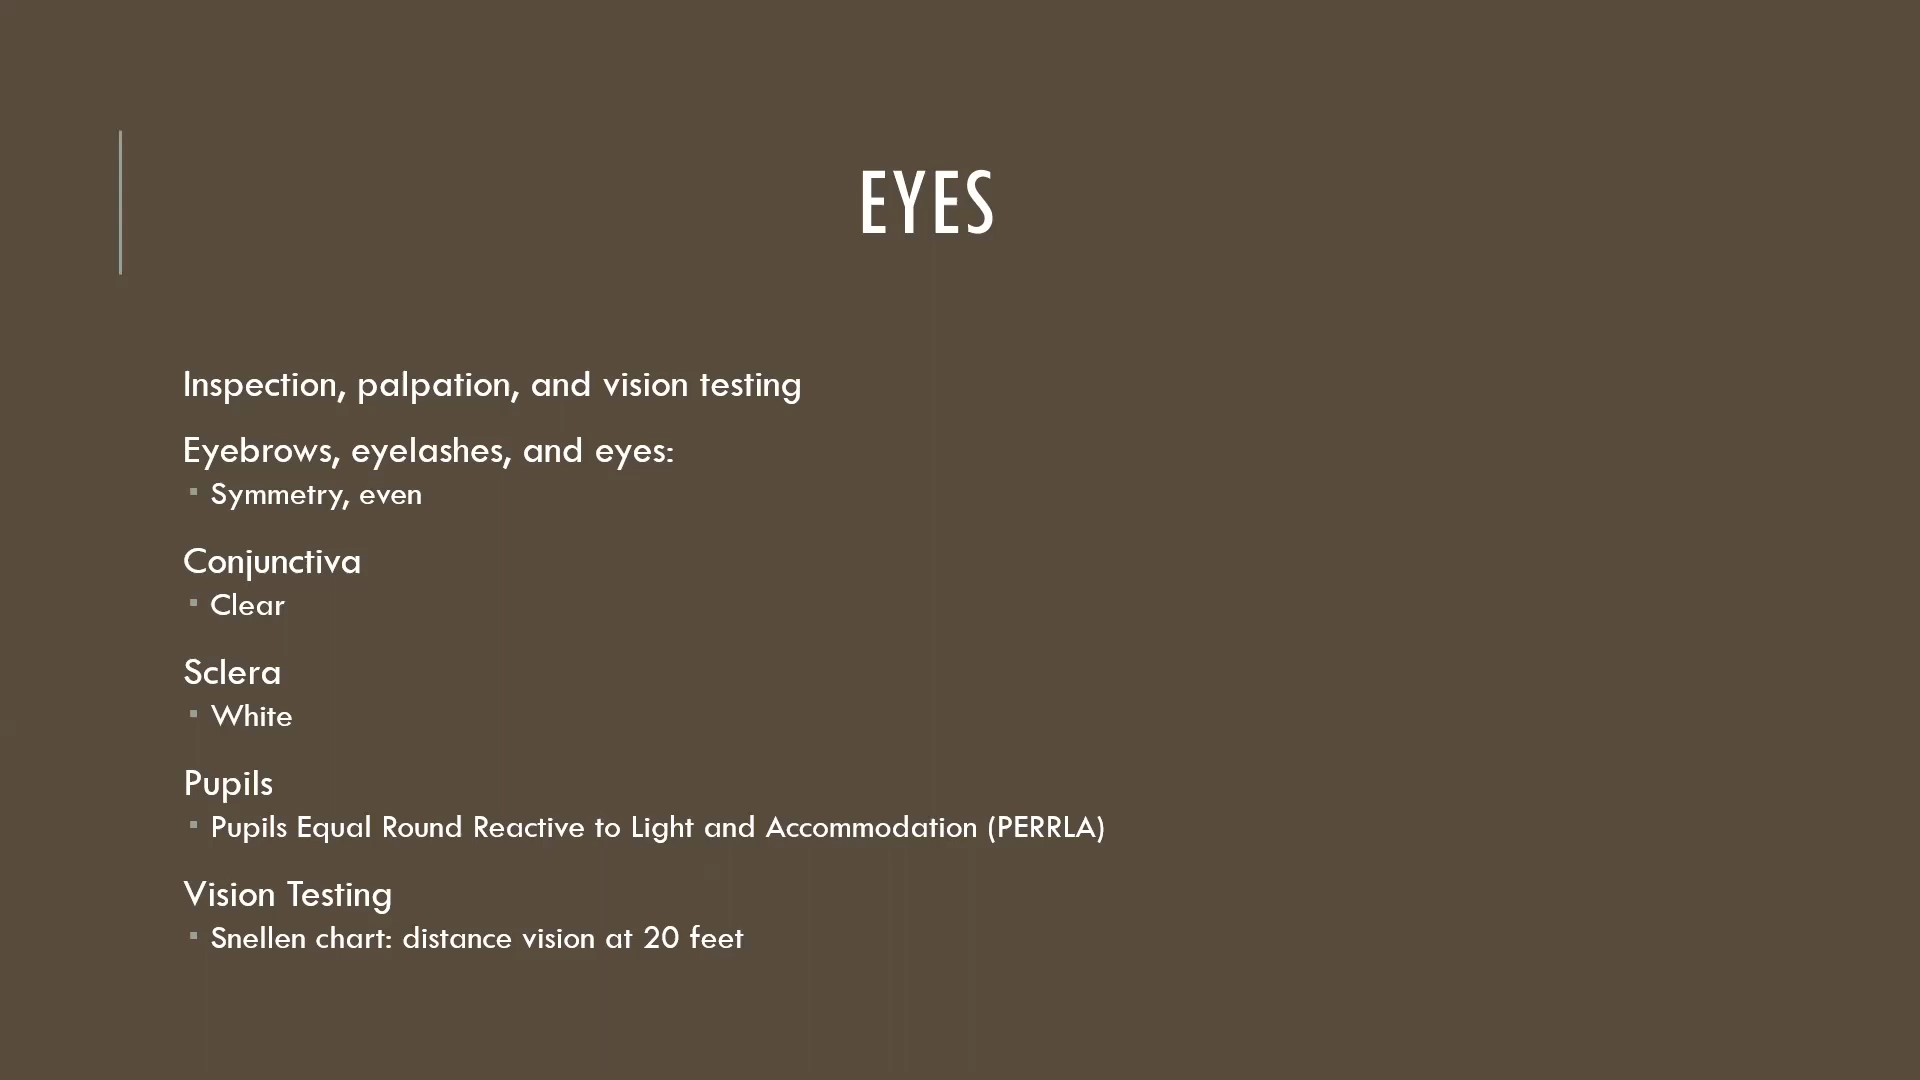 EYES
Inspection, palpation, and vision testing
Eyebrows, eyelashes, and eyes:
▪ Symmetry, even
Conjunctiva
▪ Clear
Sclera
▪ White
Pupils
▪ Pupils Equal Round Reactive to Light and Accommodation (PERRLA)
Vision Testing
▪ Snellen chart: distance vision at 20 feet